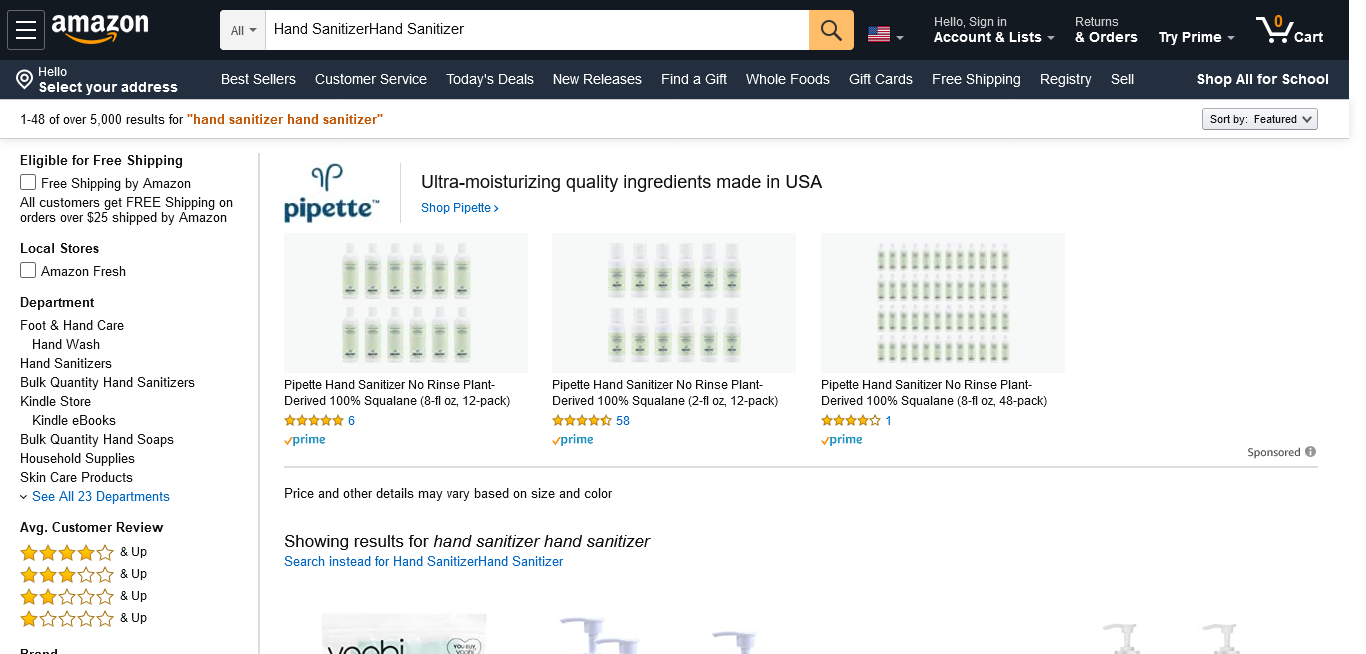 amazon
All
Hand SanitizerHand Sanitizer
Hello, Sign in
Account & Lists
Returns
& Orders
Try Prime
0
Cart
Hello
Select your address
Best Sellers
Customer Service
Today's Deals
New Releases
Find a Gift
Whole Foods
Gift Cards
Free Shipping
Registry
Sell
Shop All for School
1-48 of over 5,000 results for "hand sanitizer hand sanitizer"
Sort by: Featured
Eligible for Free Shipping
Free Shipping by Amazon
All customers get FREE Shipping on
orders over $25 shipped by Amazon
Local Stores
Amazon Fresh
Department
Foot & Hand Care
Hand Wash
Hand Sanitizers
Bulk Quantity Hand Sanitizers
Kindle Store
Kindle eBooks
Bulk Quantity Hand Soaps
Household Supplies
Skin Care Products
See All 23 Departments
Avg. Customer Review
& Up
& Up
& Up
& Up
Brand
pipette™
Ultra-moisturizing quality ingredients made in USA
Shop Pipette ›
Pipette Hand Sanitizer No Rinse Plant-
Derived 100% Squalane (8-fl oz, 12-pack)
6
prime
Pipette Hand Sanitizer No Rinse Plant-
Derived 100% Squalane (2-fl oz, 12-pack)
58
prime
Pipette Hand Sanitizer No Rinse Plant-
Derived 100% Squalane (8-fl oz, 48-pack)
1
prime
Sponsored
Price and other details may vary based on size and color
Showing results for hand sanitizer hand sanitizer
Search instead for Hand SanitizerHand Sanitizer
yoobi
YOU BUY,